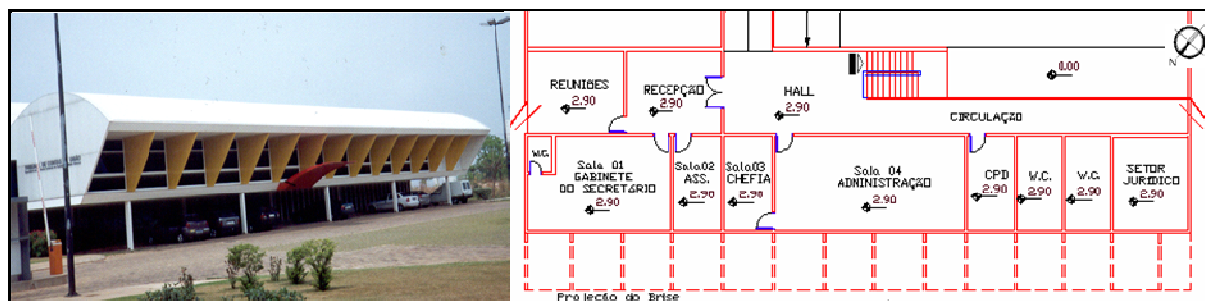 REUNIÕES
2.90
RECEPÇÃO
2.90
HALL
2.90
0.00
N
CIRCULAÇÃO
W.C.
Sala 01
GABINETE
DO SECRETÁRIO
2.90
Sala02
ASS.
2.90
Sala03
CHEFIA
2.90
Sala 04
ADMINISTRAÇÃO
2.90
CPD
2.90
W.C.
2.90
W.C.
2.90
SETOR
JURÍDICO
2.90
Projeção do Brise